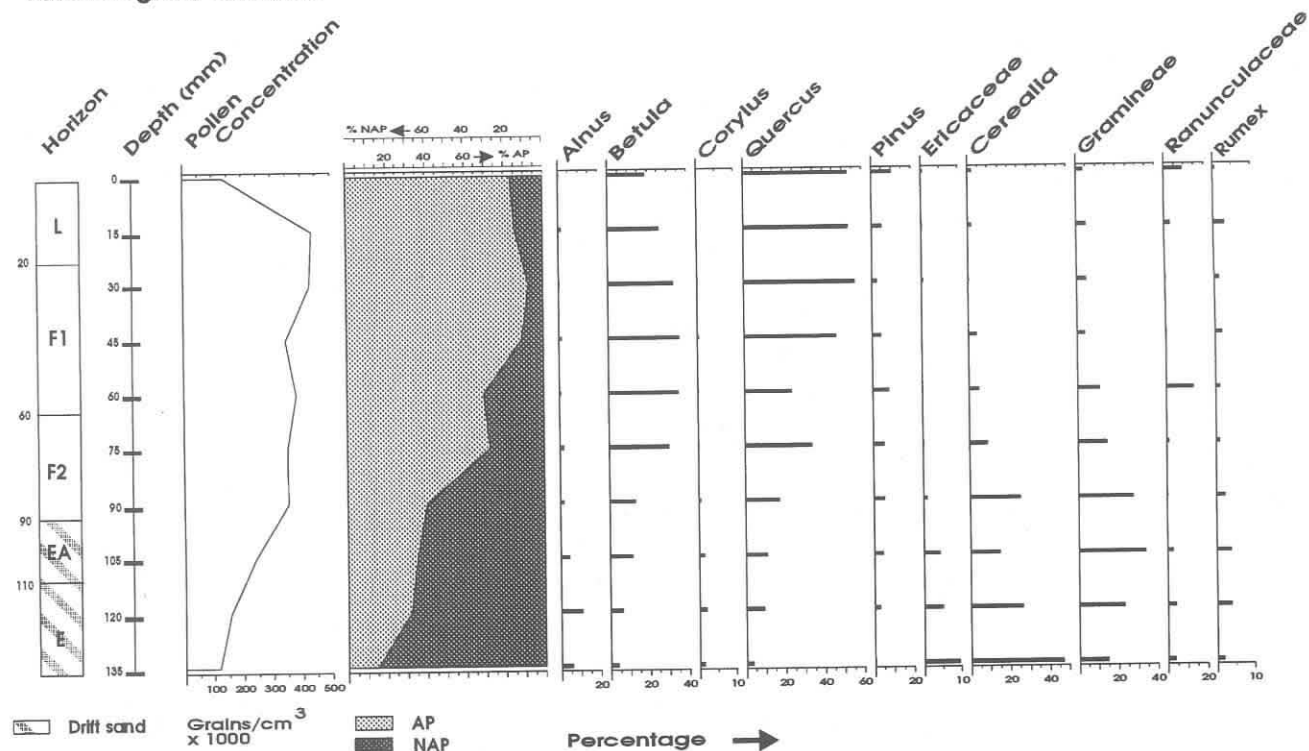 Horizon
Depth (mm)
Pollen
Concentration
% NAP 60 40 20
20 40 60 % AP
Alnus
Betula
Corylus
Quercus
Pinus
Ericaceae
Cerealia
Gramineae
Ranunculaceae
Rumex
L
F1
F2
EA
E
20
60
90
110
0
15
30
45
60
75
90
105
120
135
100 200 300 400 500
20
20 40
10
20 40 60
20
10
20 40
20 40
20
10
Drift sand
Grains/cm3
x 1000
AP
NAP
Percentage